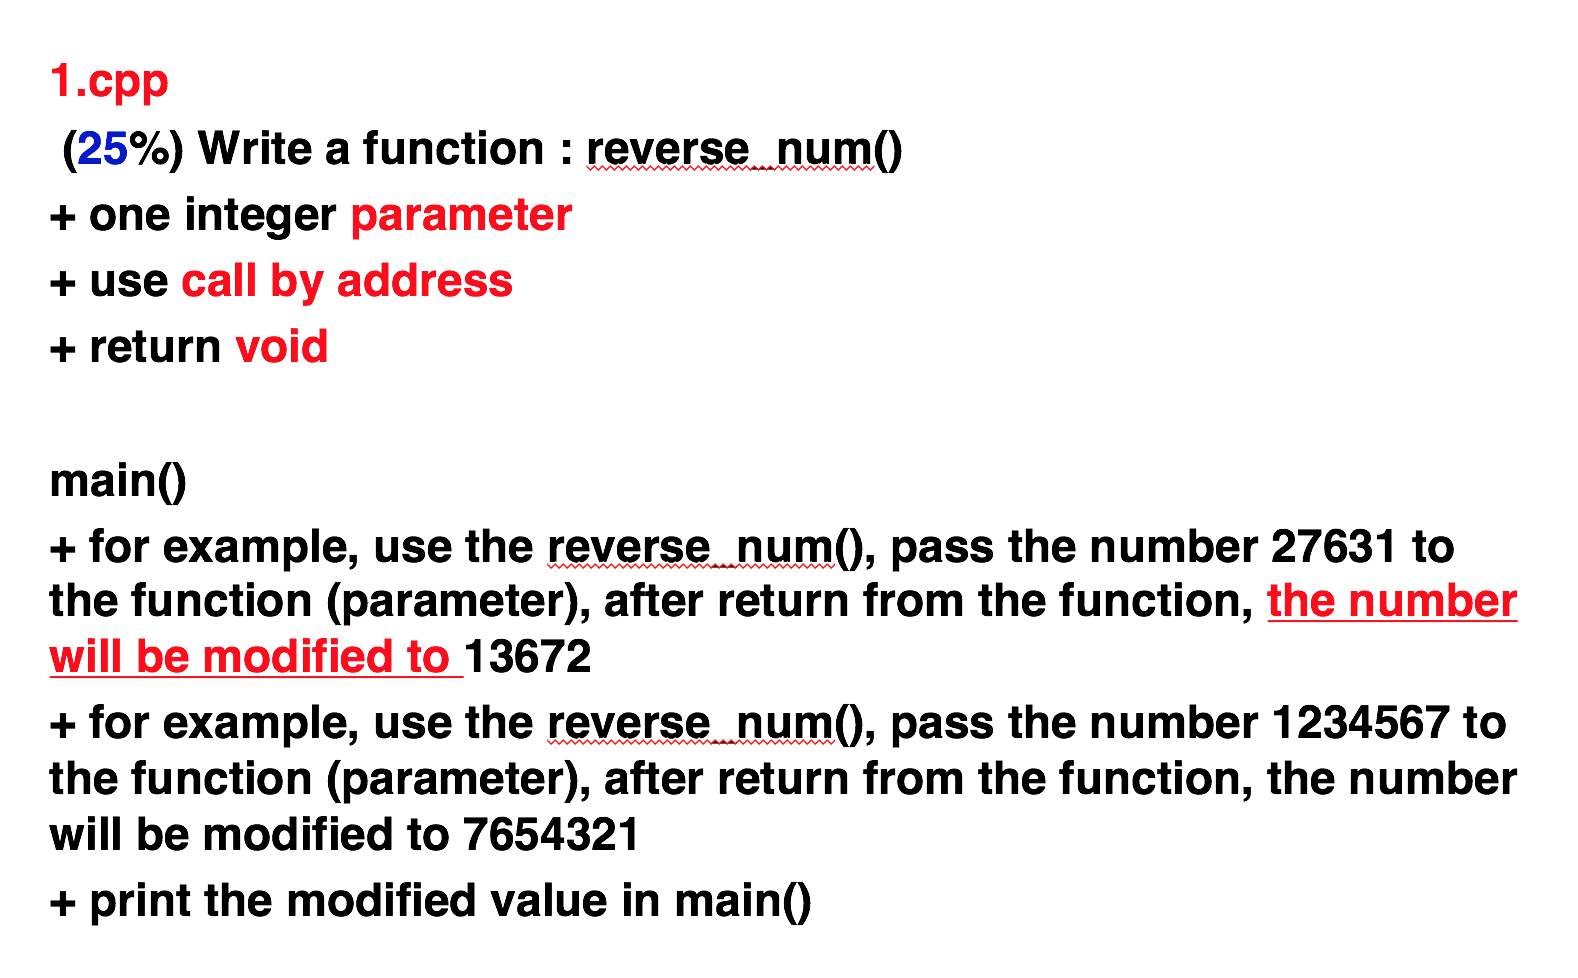 1.cpp
(25%) Write a function : reverse_num()
+ one integer parameter
+ use call by address
+ return void
main()
+ for example, use the reverse_num(), pass the number 27631 to
the function (parameter), after return from the function, the number
will be modified to 13672
+ for example, use the reverse_num(), pass the number 1234567 to
the function (parameter), after return from the function, the number
will be modified to 7654321
+ print the modified value in main()